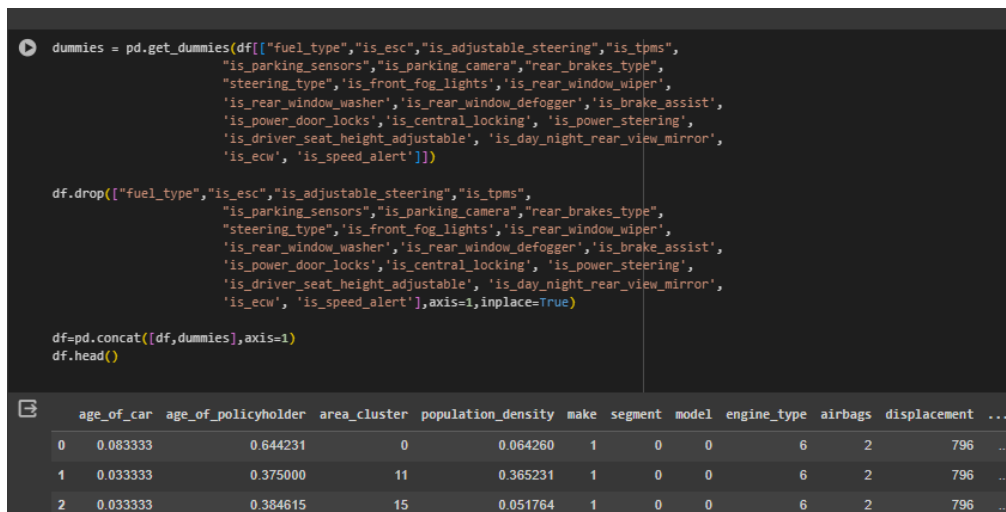 dummies = pd.get_dummies(df[["fuel_type","is_esc","is_adjustable_steering","is_tpms",
"is_parking_sensors","is_parking_camera","rear_brakes_type",
"steering_type",'is_front_fog_lights','is_rear_window_wiper',
'is_rear_window_washer','is_rear_window_defogger','is_brake_assist',
'is_power_door_locks','is_central_locking', 'is_power_steering',
'is_driver_seat_height_adjustable', 'is_day_night_rear_view_mirror',
'is_ecw', 'is_speed_alert']])
df.drop(["fuel_type","is_esc","is_adjustable_steering","is_tpms",
"is_parking_sensors","is_parking_camera","rear_brakes_type",
"steering_type",'is_front_fog_lights','is_rear_window_wiper',
'is_rear_window_washer','is_rear_window_defogger','is_brake_assist',
'is_power_door_locks','is_central_locking', 'is_power_steering',
'is_driver_seat_height_adjustable', 'is_day_night_rear_view_mirror',
'is_ecw', 'is_speed_alert'],axis=1,inplace=True)
df=pd.concat([df,dummies],axis=1)
df.head()
age_of_car age_of_policyholder area_cluster population_density make segment model engine_type airbags displacement ...
0 0.083333 0.644231 0 0.064260 1 0 0 6 2 796 ...
1 0.033333 0.375000 11 0.365231 1 0 0 6 2 796 ...
2 0.033333 0.384615 15 0.051764 1 0 0 6 2 796 ...